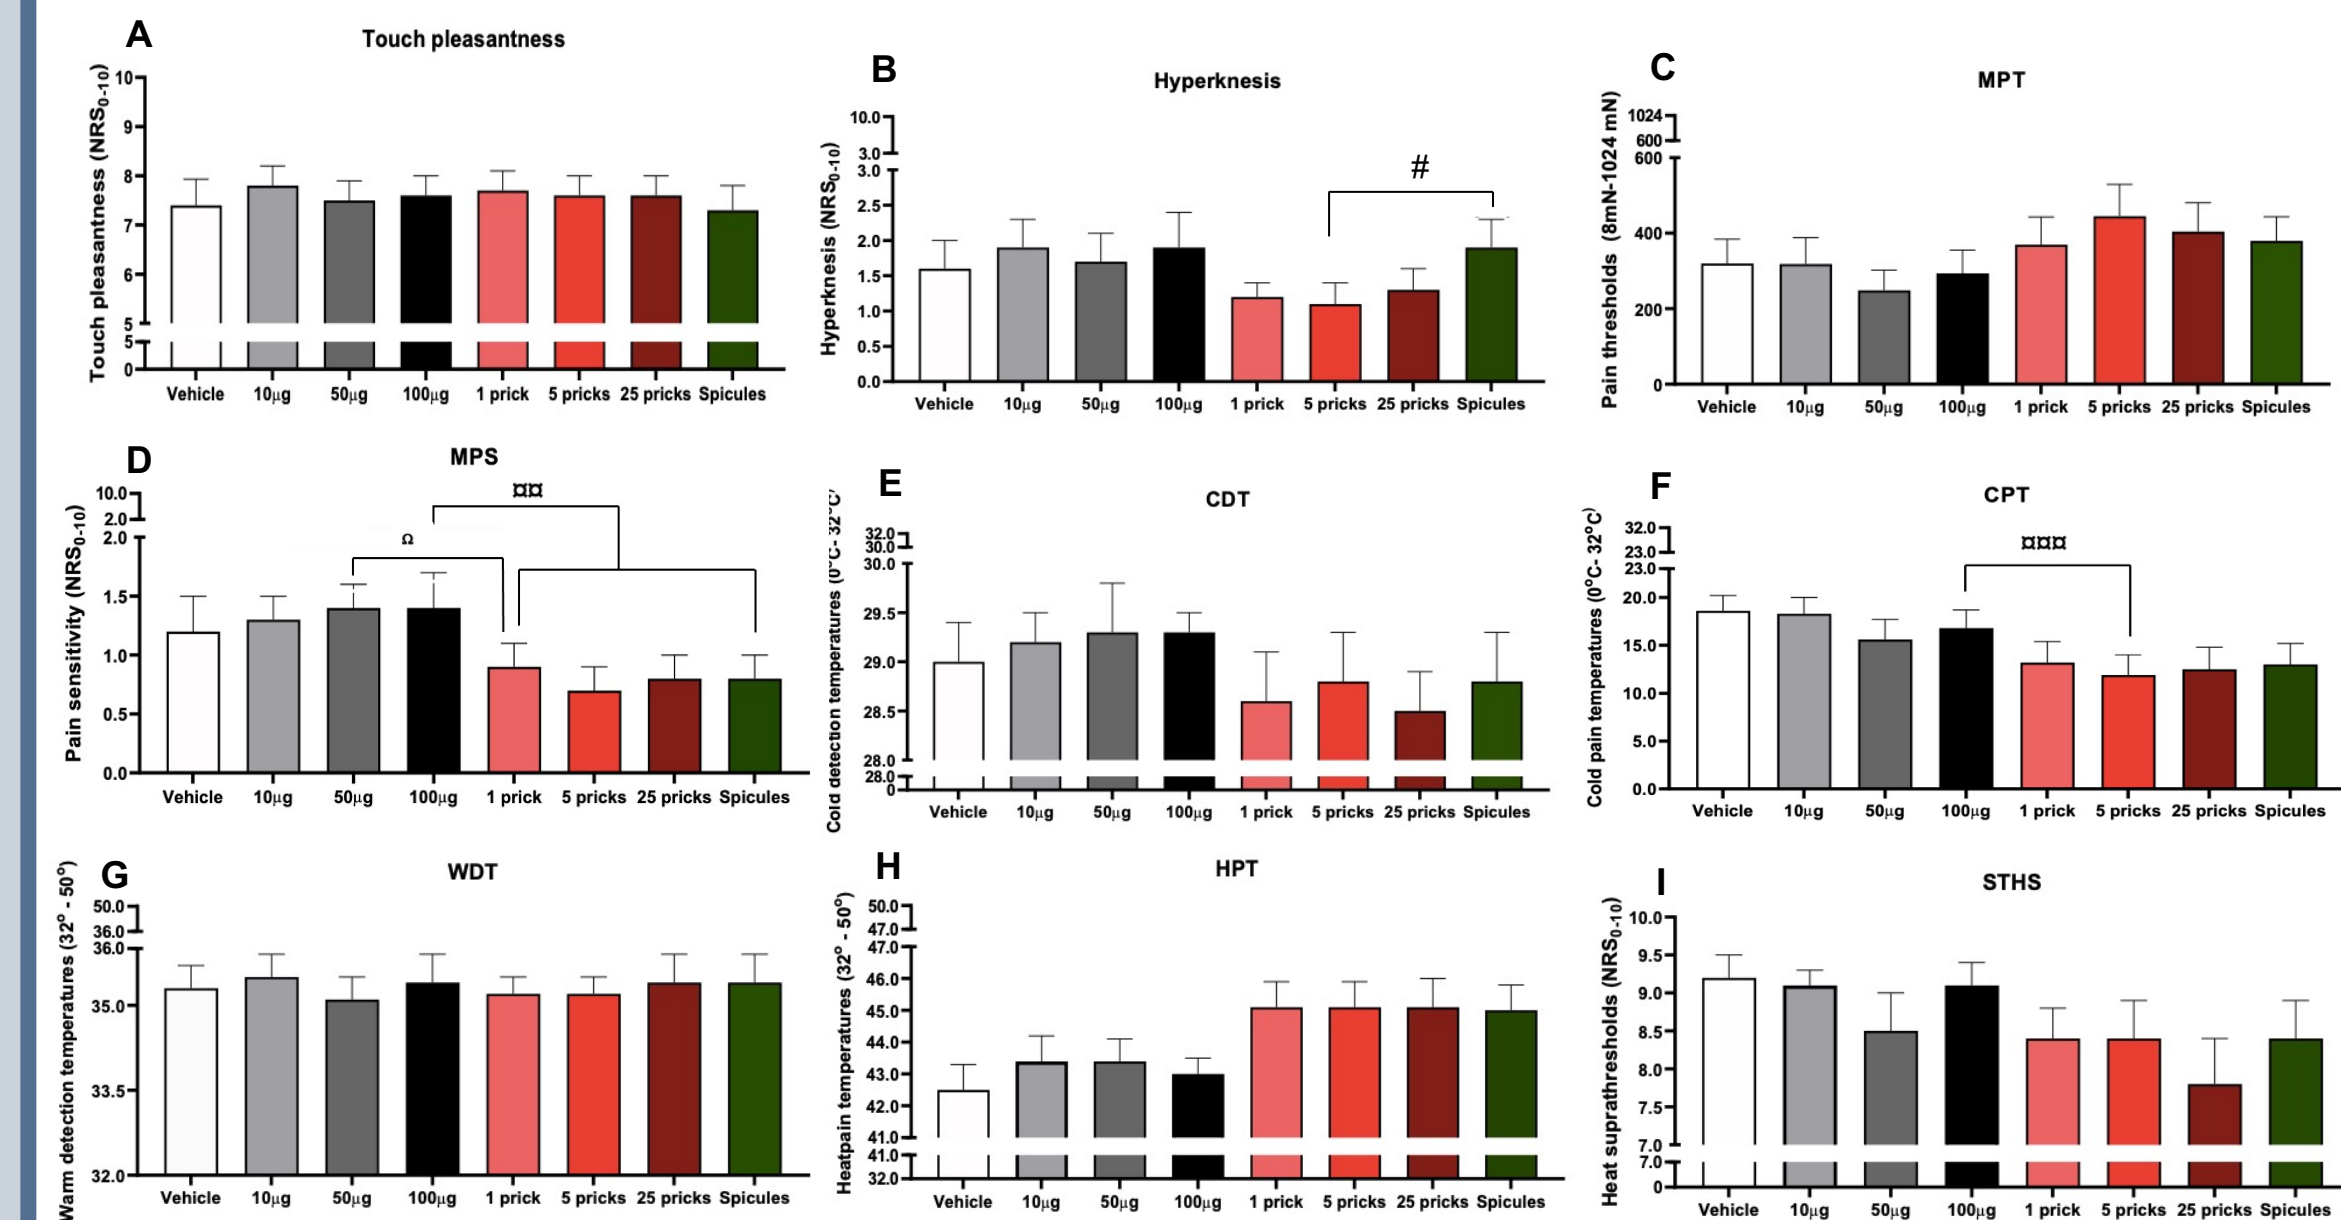 A
Touch pleasantness
Touch pleasantness (NRS0-10)
10
9
8
7
6
5
5
0
Vehicle 10µg 50µg 100µg 1 prick 5 pricks 25 pricks Spicules
B
Hyperknesis
Hyperknesis (NRS0-10)
10.0
3.0
3.0
2.5
2.0
1.5
1.0
0.5
0.0
#
Vehicle 10µg 50µg 100µg 1 prick 5 pricks 25 pricks Spicules
C
MPT
Pain thresholds (8mN-1024 mN)
1024
600
600
400
200
0
Vehicle 10µg 50µg 100µg 1 prick 5 pricks 25 pricks Spicules
D
MPS
Pain sensitivity (NRS0-10)
10.0
2.0
2.0
1.5
1.0
0.5
0.0
¤¤
Ω
Vehicle 10µg 50µg 100µg 1 prick 5 pricks 25 pricks Spicules
E
CDT
Cold detection temperatures (0°C- 32°C)
32.0
30.0
30.0
29.5
29.0
28.5
28.0
28.0
0
Vehicle 10µg 50µg 100µg 1 prick 5 pricks 25 pricks Spicules
F
CPT
Cold pain temperatures (0°C- 32°C)
32.0
23.0
23.0
20.0
15.0
10.0
5.0
0.0
¤¤¤
Vehicle 10µg 50µg 100µg 1 prick 5 pricks 25 pricks Spicules
G
WDT
Warm detection temperatures (32° - 50°)
50.0
36.0
36.0
35.0
33.5
32.0
Vehicle 10µg 50µg 100µg 1 prick 5 pricks 25 pricks Spicules
H
HPT
Heatpain temperatures (32° - 50°)
50.0
47.0
47.0
46.0
45.0
44.0
43.0
42.0
41.0
41.0
32.0
Vehicle 10µg 50µg 100µg 1 prick 5 pricks 25 pricks Spicules
I
STHS
Heat suprathresholds (NRS0-10)
10.0
9.5
9.0
8.5
8.0
7.5
7.0
7.0
0
Vehicle 10µg 50µg 100µg 1 prick 5 pricks 25 pricks Spicules